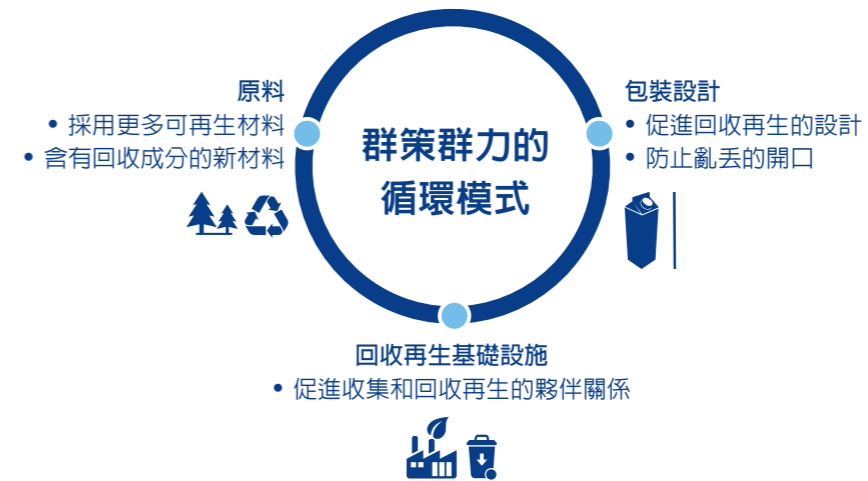 原料
• 採用更多可再生材料
• 含有回收成分的新材料
群策群力的
循環模式
包裝設計
• 促進回收再生的設計
• 防止亂丟的開口
回收再生基礎設施
• 促進收集和回收再生的夥伴關係